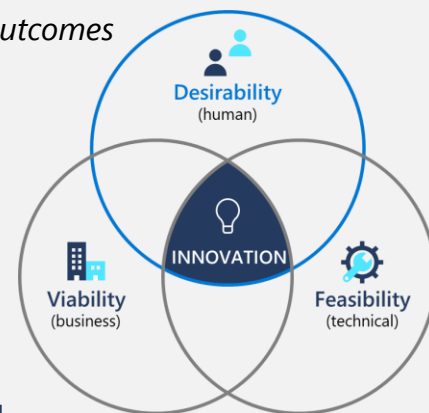 utcomes
Desirability
(human)
INNOVATION
Viability
(business)
Feasibility
(technical)